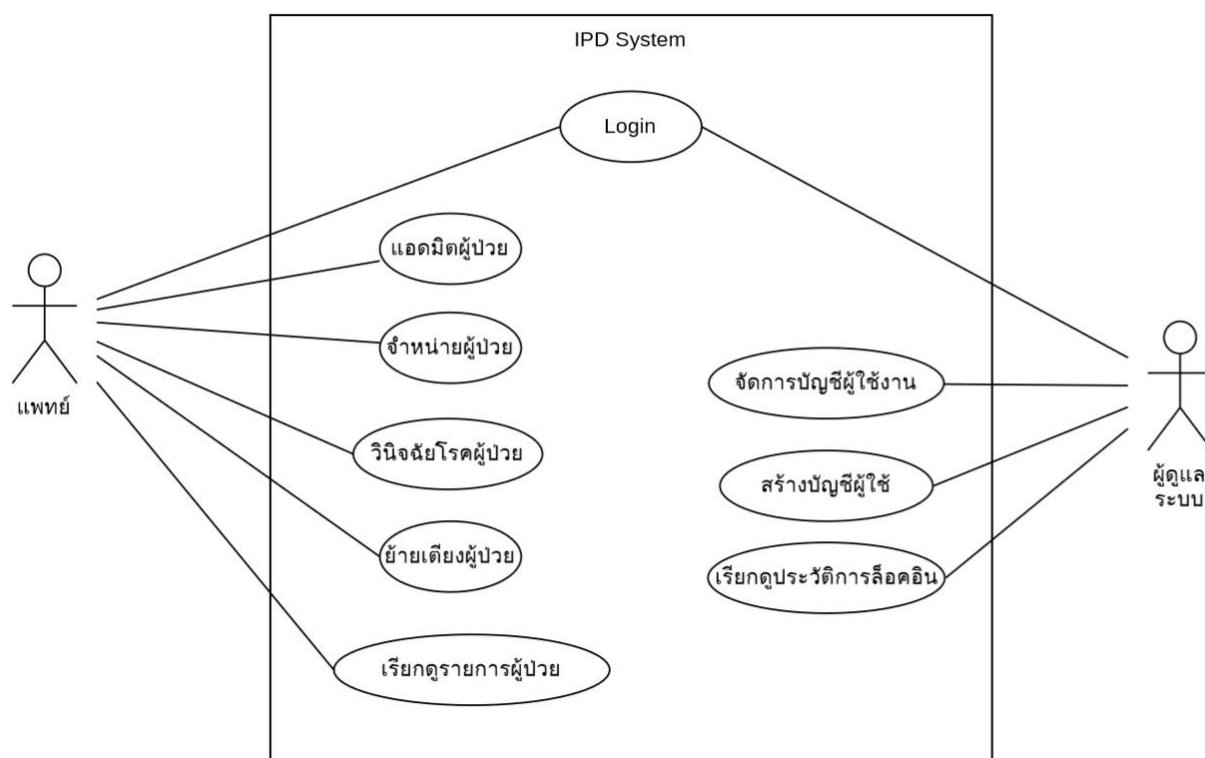 IPD System
Login
แอดมิตผู้ป่วย
จำหน่ายผู้ป่วย
จัดการบัญชีผู้ใช้งาน
แพทย์
วินิจฉัยโรคผู้ป่วย
สร้างบัญชีผู้ใช้
ผู้ดูแล
ระบบ
ย้ายเตียงผู้ป่วย
เรียกดูประวัติการล็อคอิน
เรียกดูรายการผู้ป่วย